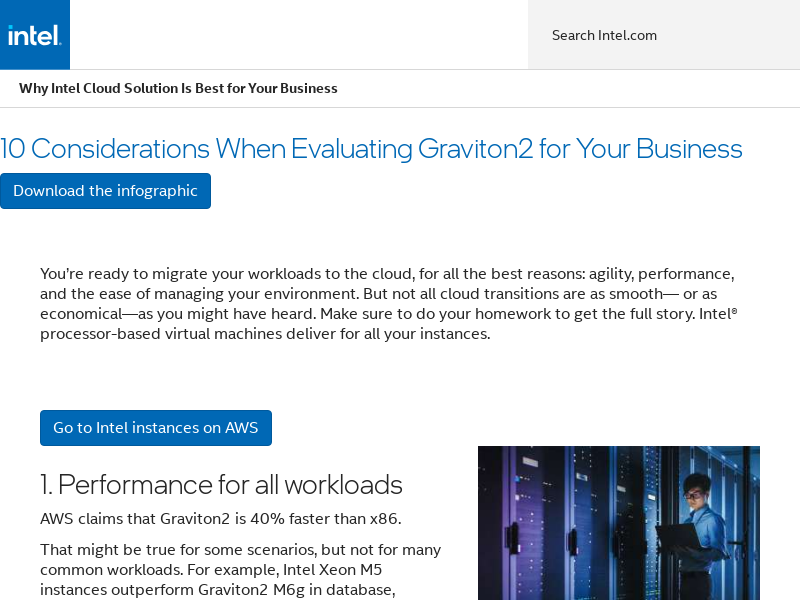 intel.
Search Intel.com
Why Intel Cloud Solution Is Best for Your Business
10 Considerations When Evaluating Graviton2 for Your Business
Download the infographic
You're ready to migrate your workloads to the cloud, for all the best reasons: agility, performance,
and the ease of managing your environment. But not all cloud transitions are as smooth— or as
economical—as you might have heard. Make sure to do your homework to get the full story. Intel®
processor-based virtual machines deliver for all your instances.
Go to Intel instances on AWS
1. Performance for all workloads
AWS claims that Graviton2 is 40% faster than x86.
That might be true for some scenarios, but not for many
common workloads. For example, Intel Xeon M5
instances outperform Graviton2 M6g in database,